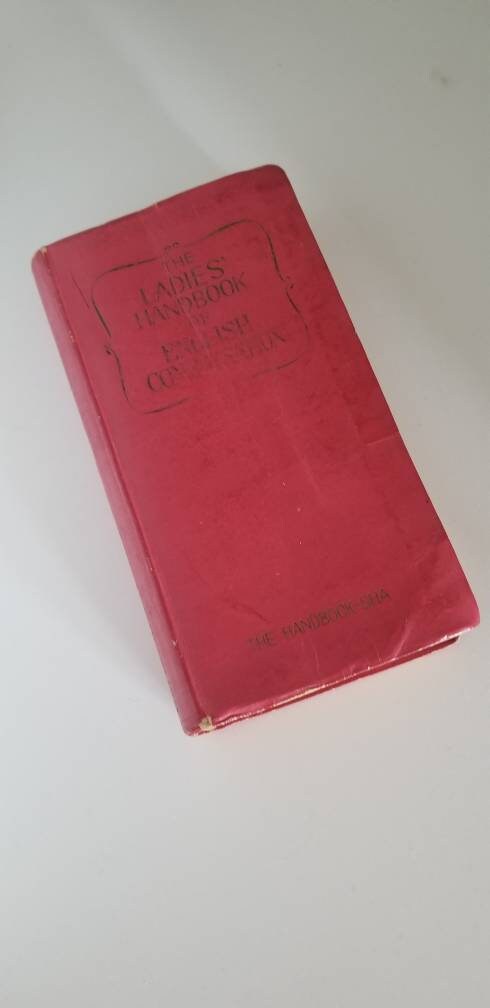 THE
LADIES'
HANDBOOK
OF
ENGLISH
CONVERSATION
THE HANDBOOK-SHA